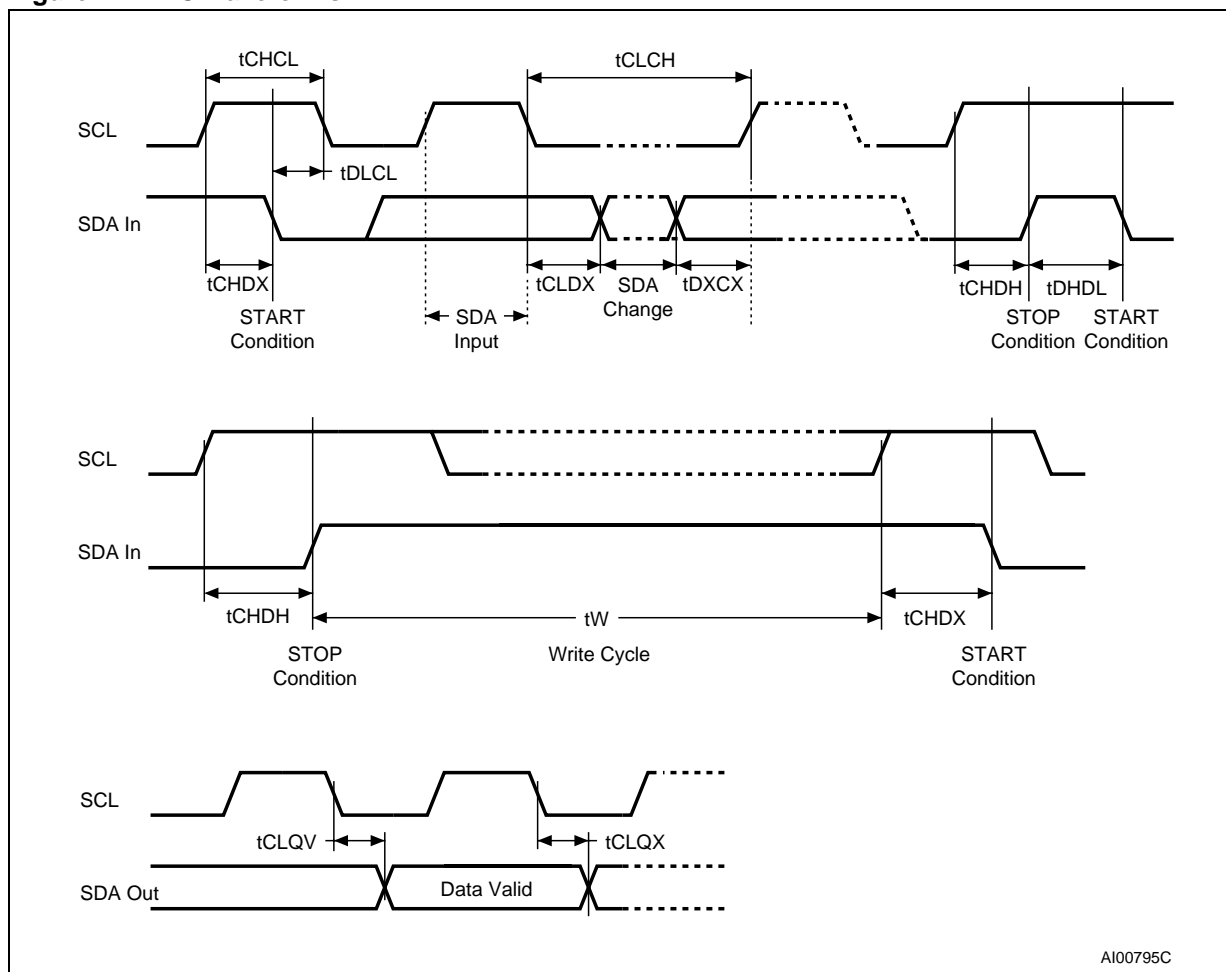 tCHCL
tCLCH
SCL
tDLCL
SDA In
tCHDX
tCLDX
SDA
Change
tDXCX
tCHDH
tDHDL
START
Condition
SDA
Input
STOP
Condition
START
Condition
SCL
SDA In
tCHDH
tW
tCHDX
STOP
Condition
Write Cycle
START
Condition
SCL
tCLQV
tCLQX
SDA Out
Data Valid
AI00795C